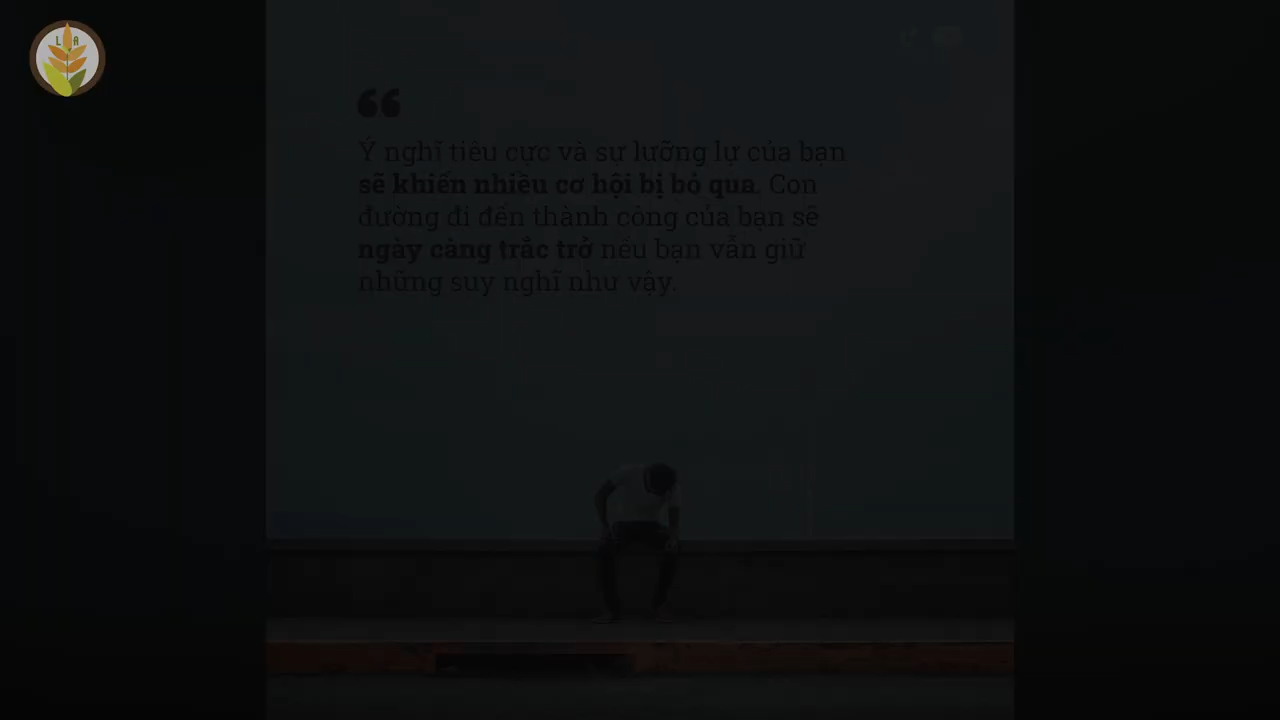 L A
“
Ý nghĩ tiêu cực và sự lưỡng lự của bạn
sẽ khiến nhiều cơ hội bị bỏ qua. Con
đường đi đến thành công của bạn sẽ
ngày càng trắc trở nếu bạn vẫn giữ
những suy nghĩ như vậy.